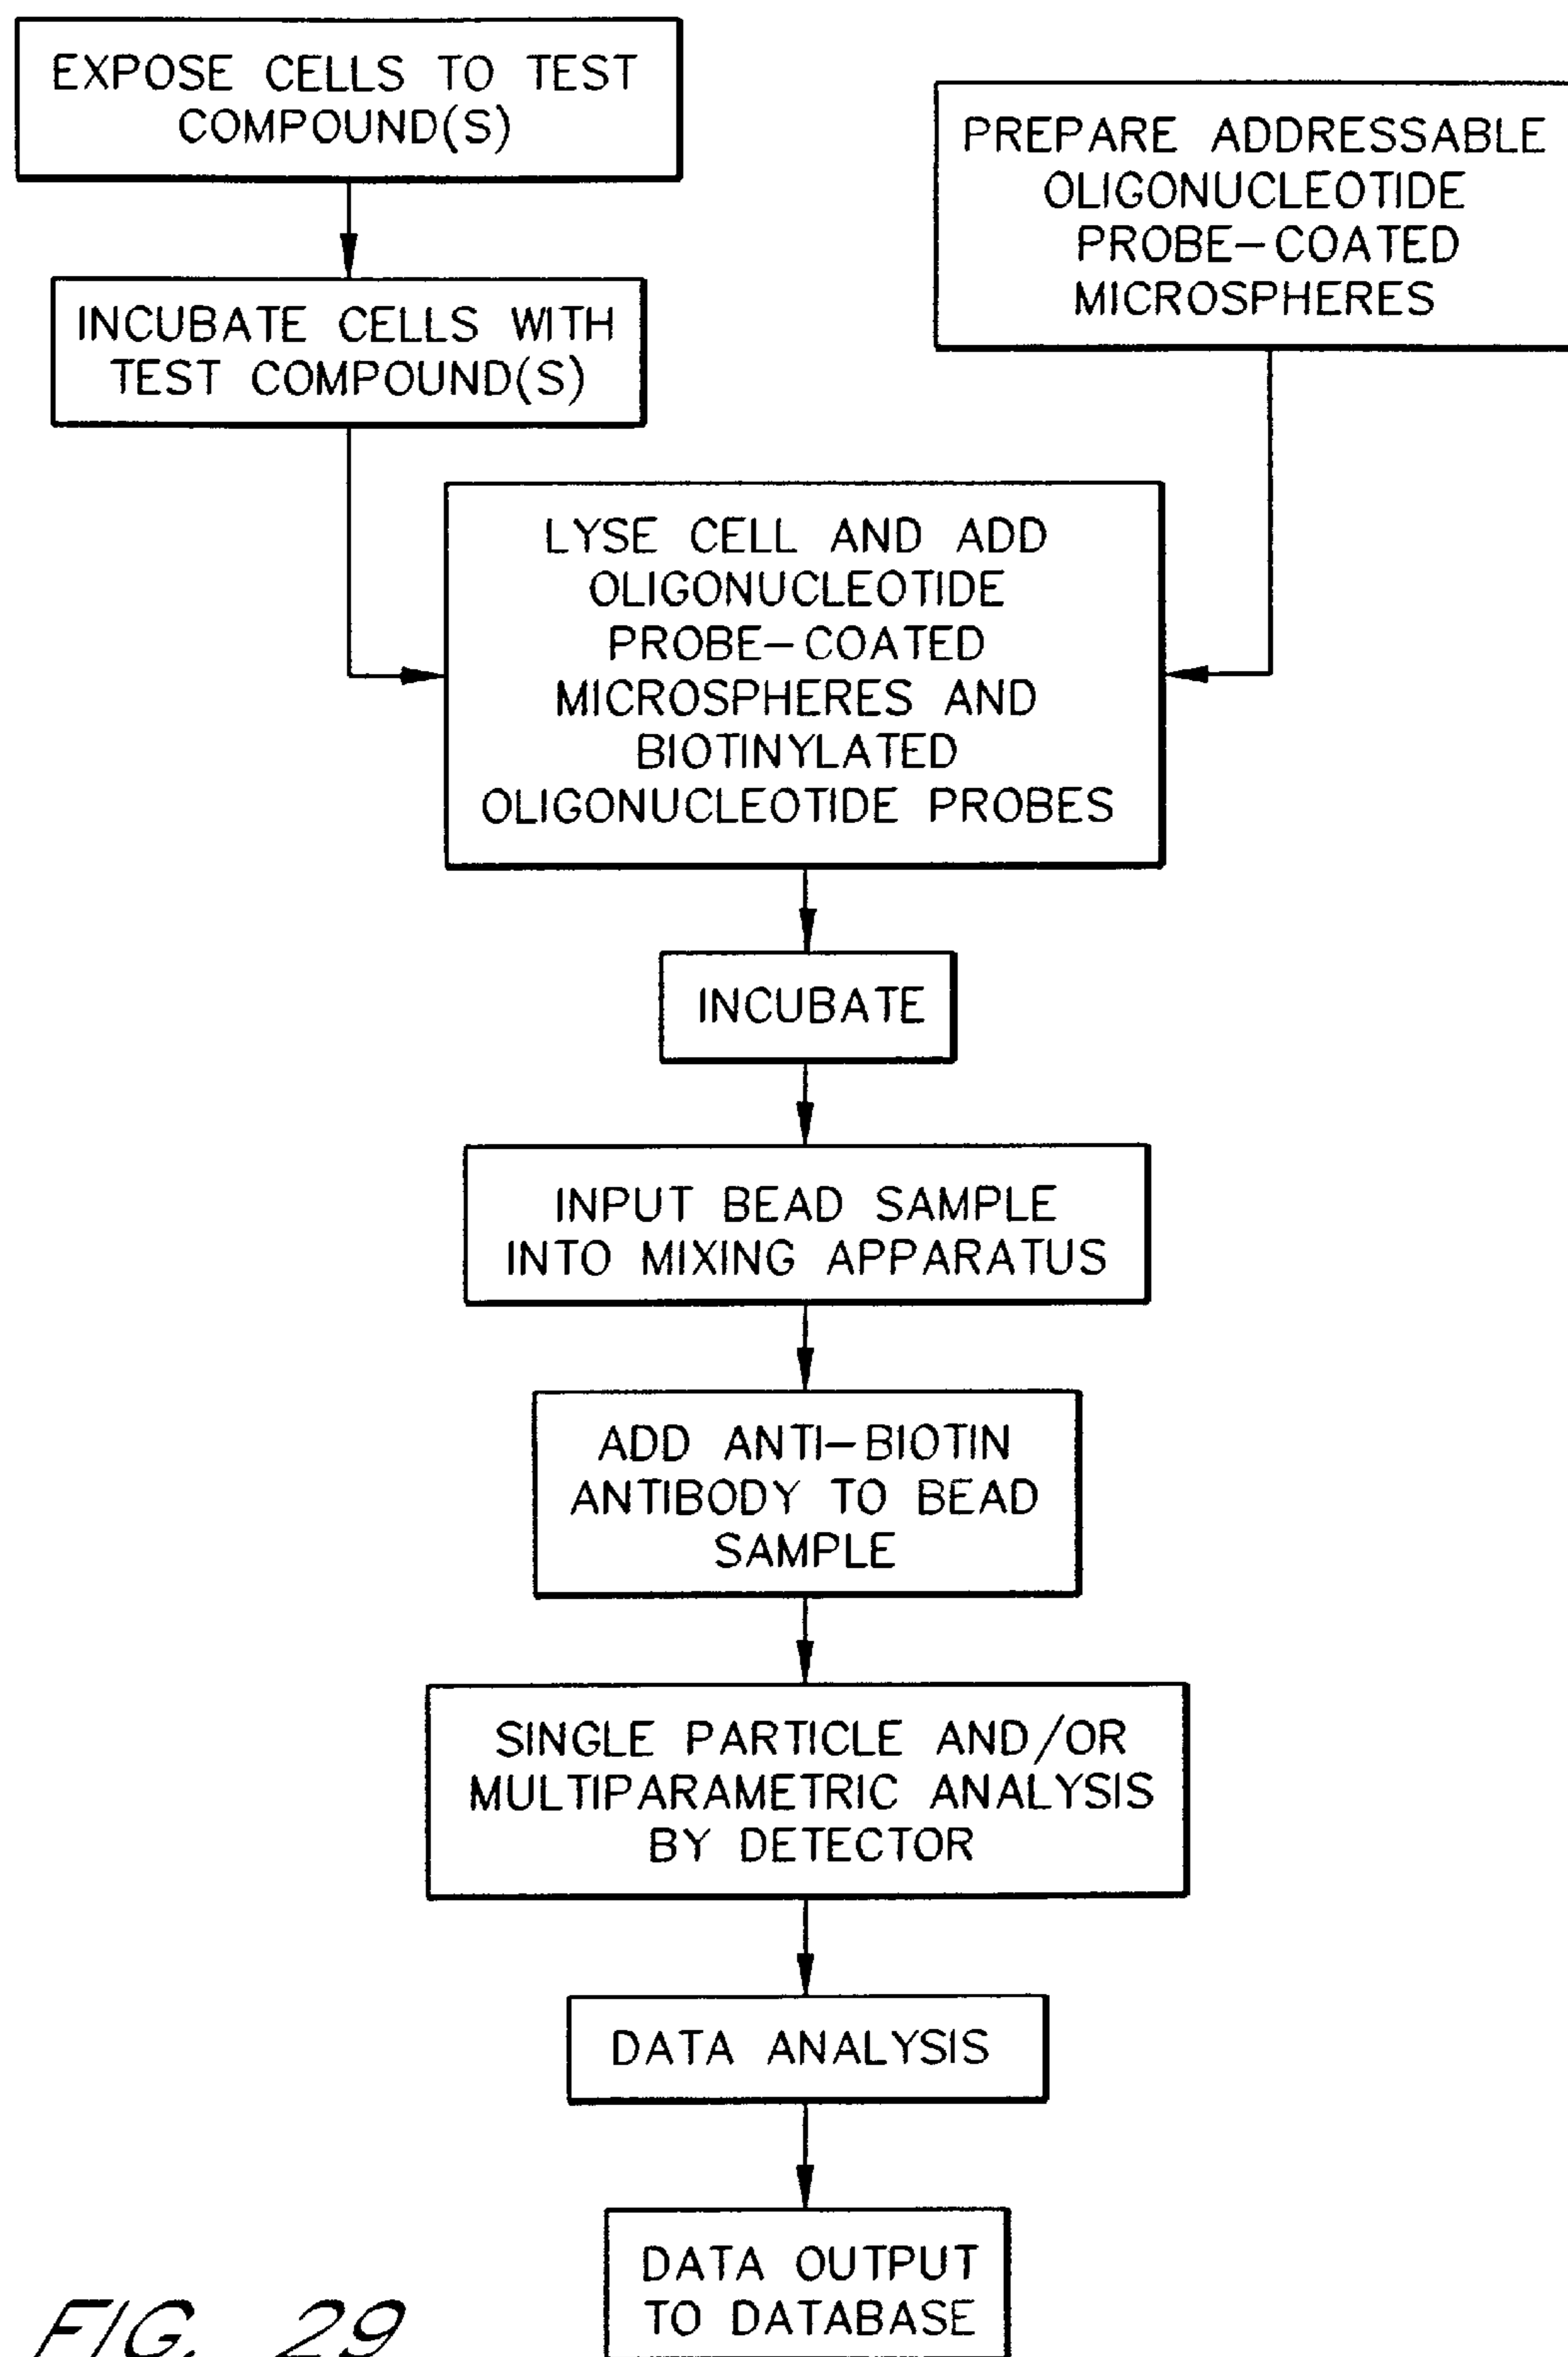 EXPOSE CELLS TO TEST
COMPOUND(S)
PREPARE ADDRESSABLE
OLIGONUCLEOTIDE
PROBE-COATED
MICROSPHERES
INCUBATE CELLS WITH
TEST COMPOUND(S)
LYSE CELL AND ADD
OLIGONUCLEOTIDE
PROBE-COATED
MICROSPHERES AND
BIOTINYLATED
OLIGONUCLEOTIDE PROBES
INCUBATE
INPUT BEAD SAMPLE
INTO MIXING APPARATUS
ADD ANTI-BIOTIN
ANTIBODY TO BEAD
SAMPLE
SINGLE PARTICLE AND/OR
MULTIPARAMETRIC ANALYSIS
BY DETECTOR
DATA ANALYSIS
DATA OUTPUT
TO DATABASE
FIG. 29